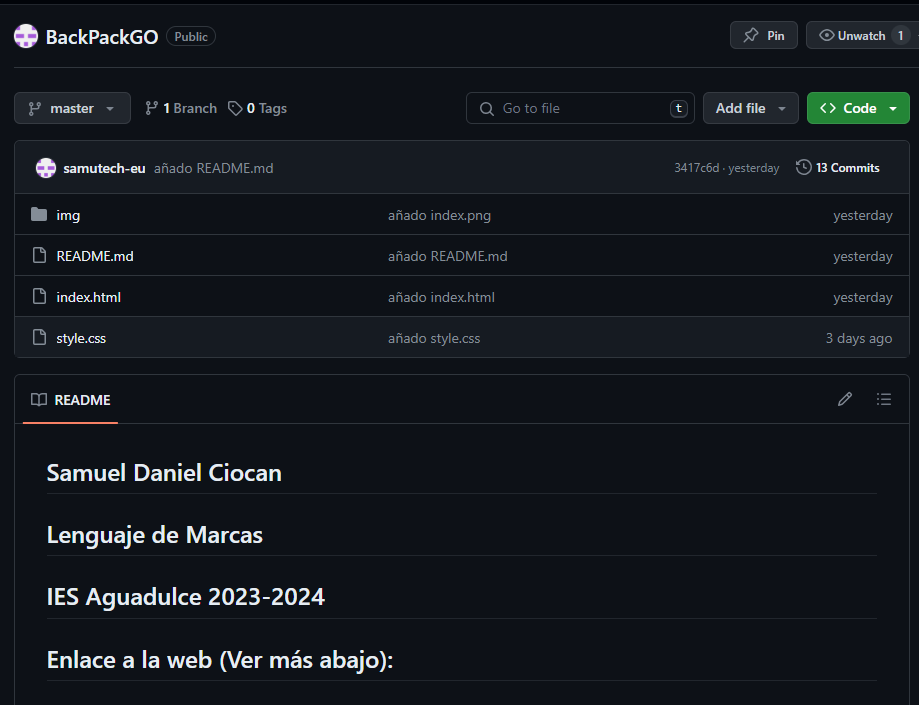 BackPackGO Public Pin Unwatch 1
master 1 Branch 0 Tags Go to file t Add file Code
samutech-eu añado README.md 3417c6d · yesterday 13 Commits
img añado index.png yesterday
README.md añado README.md yesterday
index.html añado index.html yesterday
style.css añado style.css 3 days ago
README
Samuel Daniel Ciocan
Lenguaje de Marcas
IES Aguadulce 2023-2024
Enlace a la web (Ver más abajo):